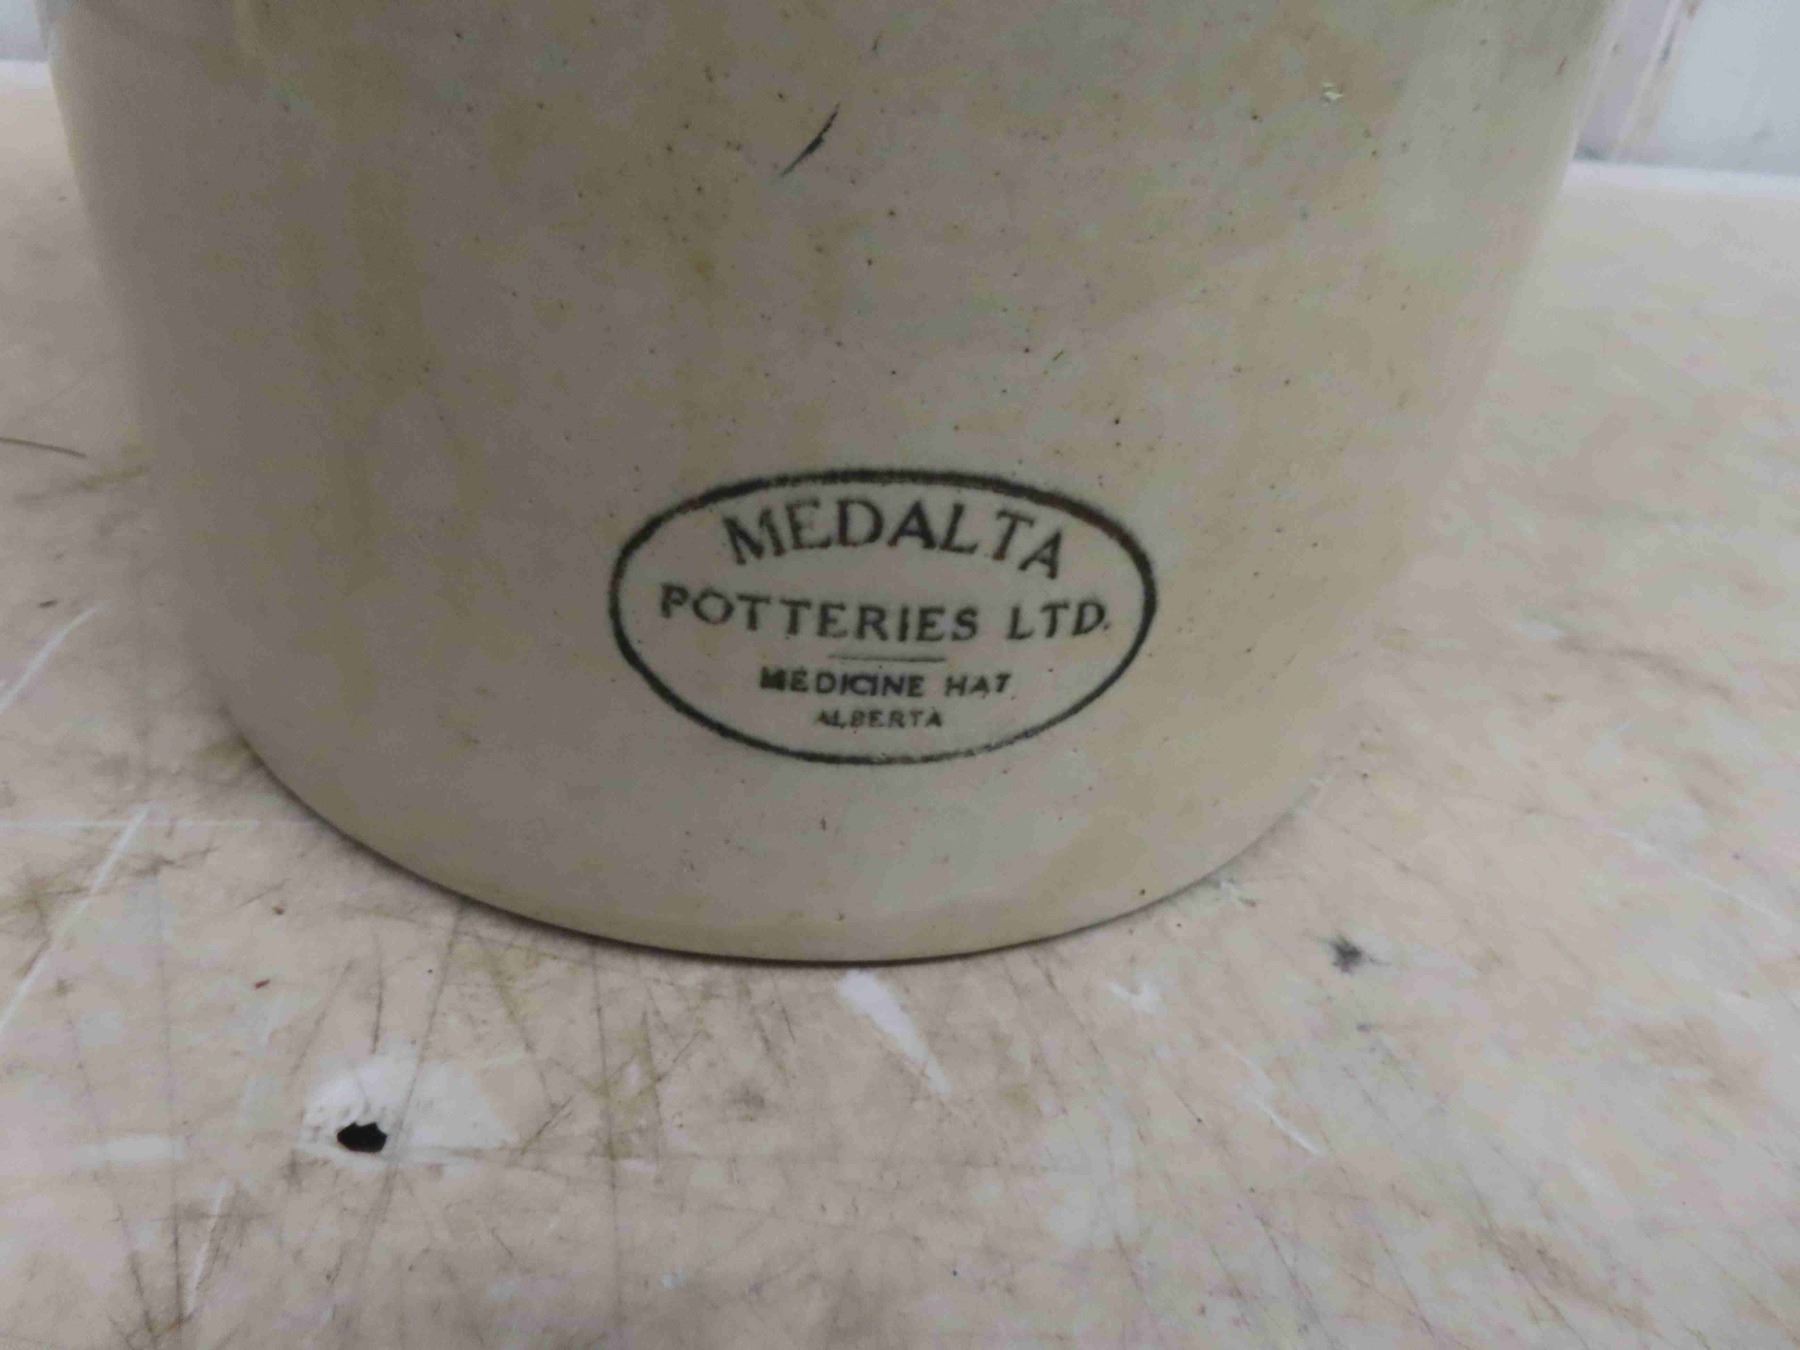 MEDALTA
POTTERIES LTD.
MEDICINE HAT
ALBERTA